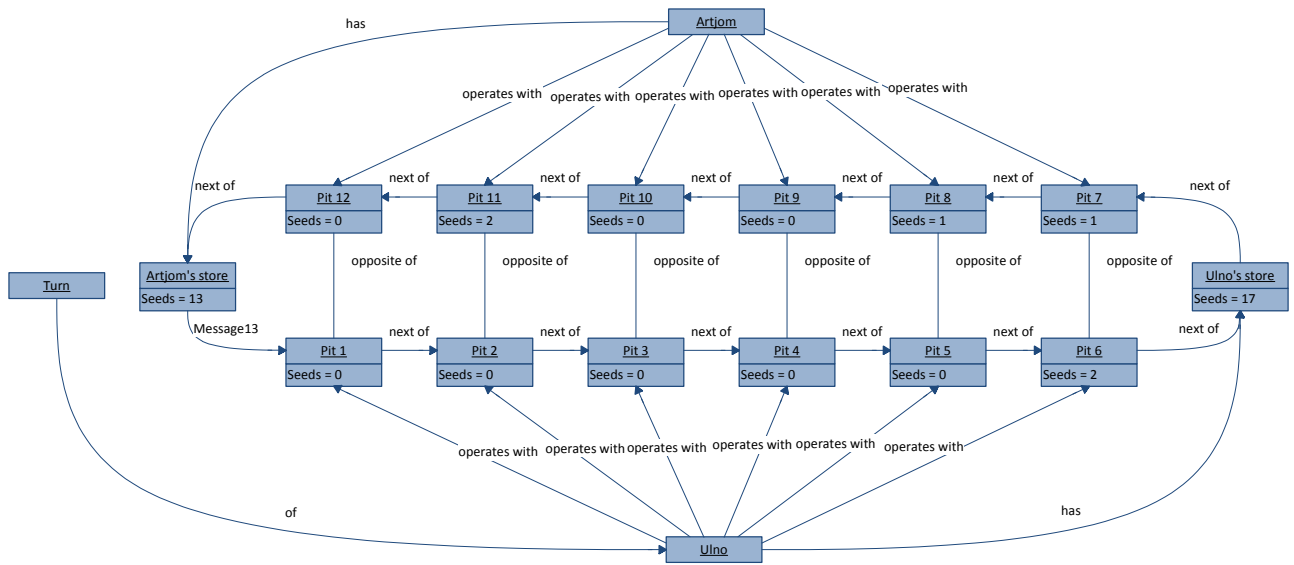 Artjom
has
operates with
operates with
operates with
operates with
operates with
operates with
next of
next of
next of
next of
next of
next of
next of
Pit 12
Seeds = 0
Pit 11
Seeds = 2
Pit 10
Seeds = 0
Pit 9
Seeds = 0
Pit 8
Seeds = 1
Pit 7
Seeds = 1
opposite of
opposite of
opposite of
opposite of
opposite of
opposite of
Turn
Artjom's store
Seeds = 13
Ulno's store
Seeds = 17
Message13
next of
next of
next of
next of
next of
next of
Pit 1
Seeds = 0
Pit 2
Seeds = 0
Pit 3
Seeds = 0
Pit 4
Seeds = 0
Pit 5
Seeds = 0
Pit 6
Seeds = 2
operates with
operates with
operates with
operates with
operates with
operates with
of
has
Ulno